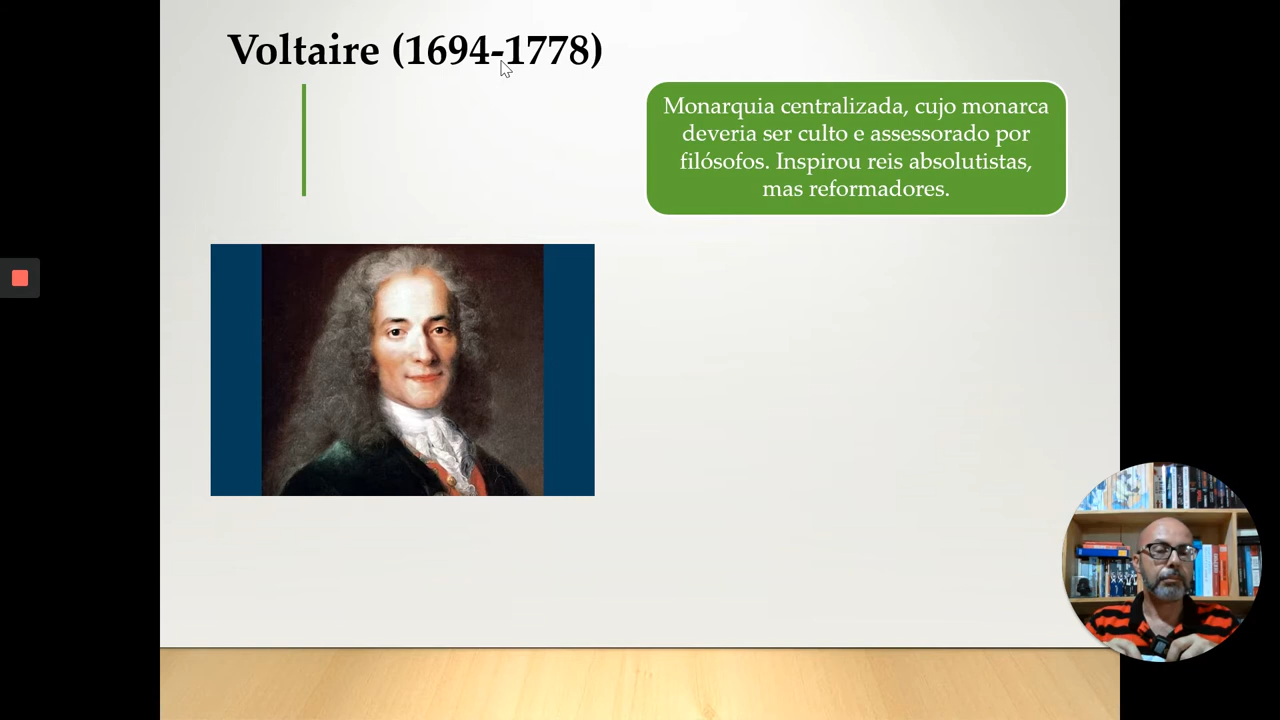 Voltaire (1694-1778)
Monarquia centralizada, cujo monarca
deveria ser culto e assessorado por
filósofos. Inspirou reis absolutistas,
mas reformadores.